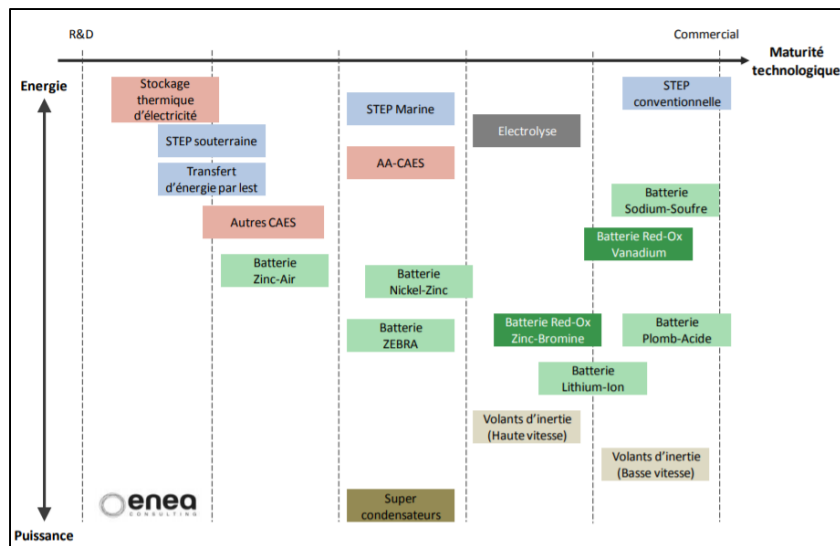 R&D
Commercial
Maturité
technologique
Energie
Stockage
thermique
d'électricité
STEP
conventionnelle
STEP Marine
Electrolyse
STEP souterraine
AA-CAES
Transfert
d'énergie par lest
Batterie
Sodium-Soufre
Autres CAES
Batterie Red-Ox
Vanadium
Batterie
Zinc-Air
Batterie
Nickel-Zinc
Batterie
ZEBRA
Batterie Red-Ox
Zinc-Bromine
Batterie
Plomb-Acide
Batterie
Lithium-Ion
Volants d'inertie
(Haute vitesse)
Volants d'inertie
(Basse vitesse)
enea
CONSULTING
Super
condensateurs
Puissance